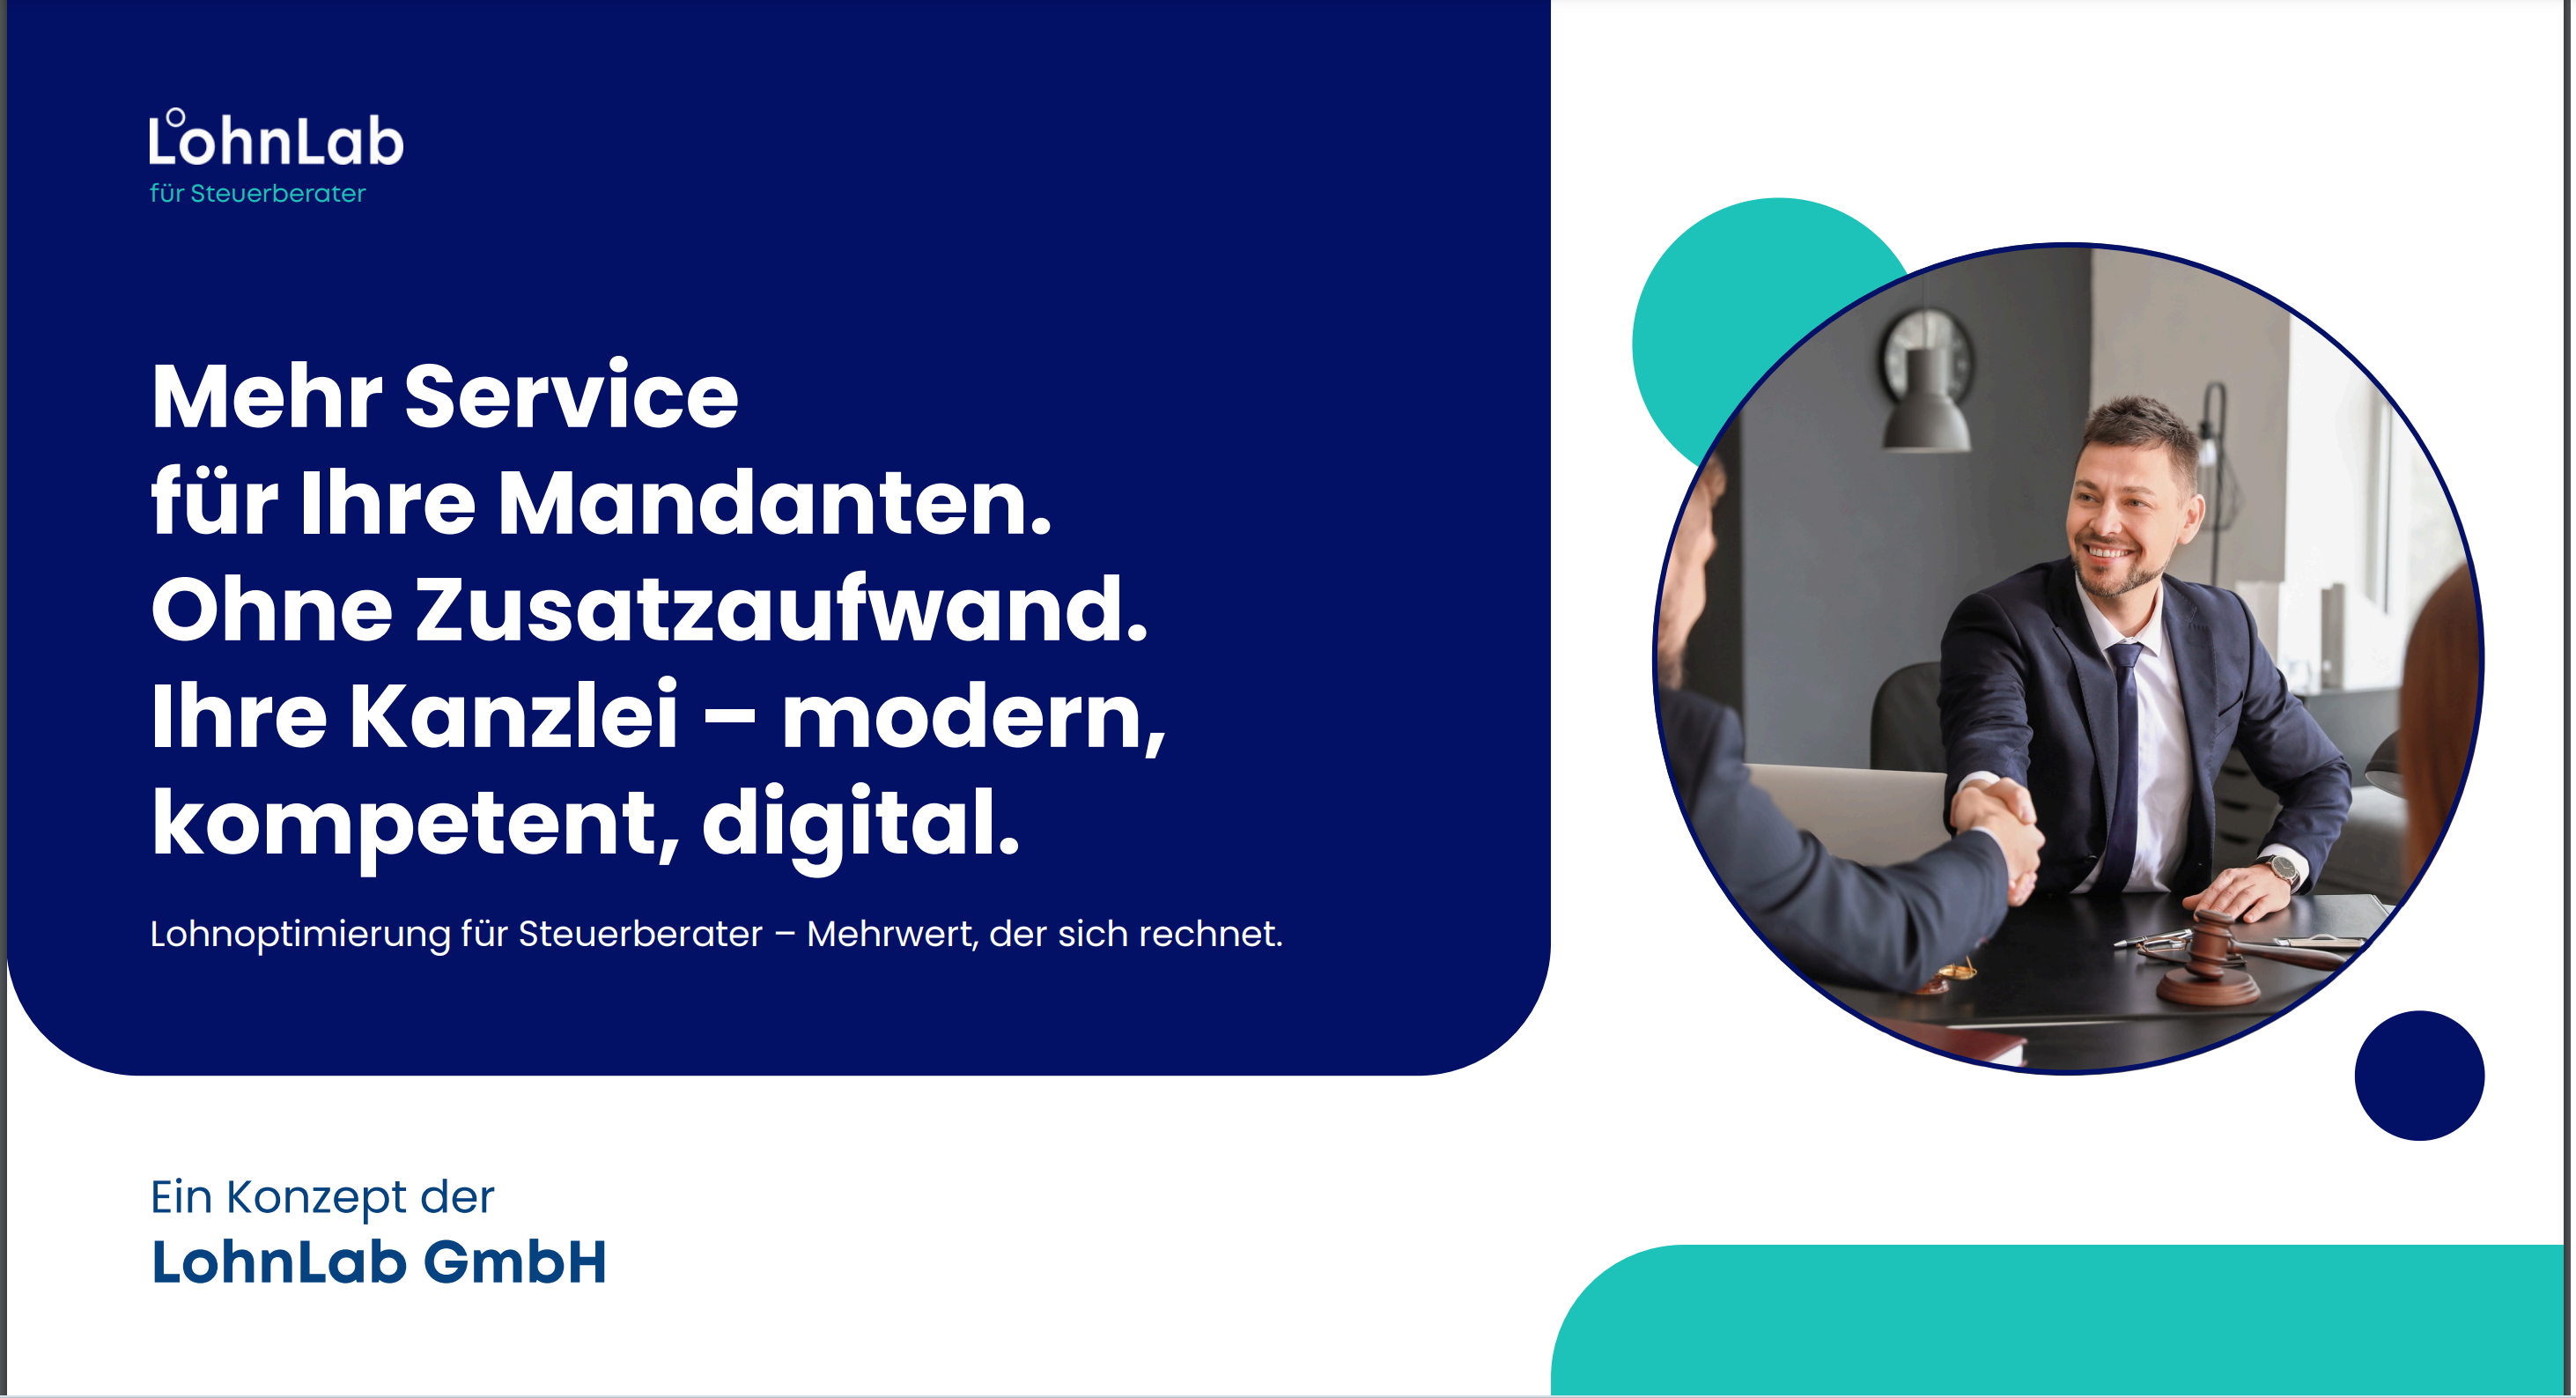 LohnLab
für Steuerberater
Mehr Service
für Ihre Mandanten.
Ohne Zusatzaufwand.
Ihre Kanzlei – modern,
kompetent, digital.
Lohnoptimierung für Steuerberater – Mehrwert, der sich rechnet.
Ein Konzept der
LohnLab GmbH